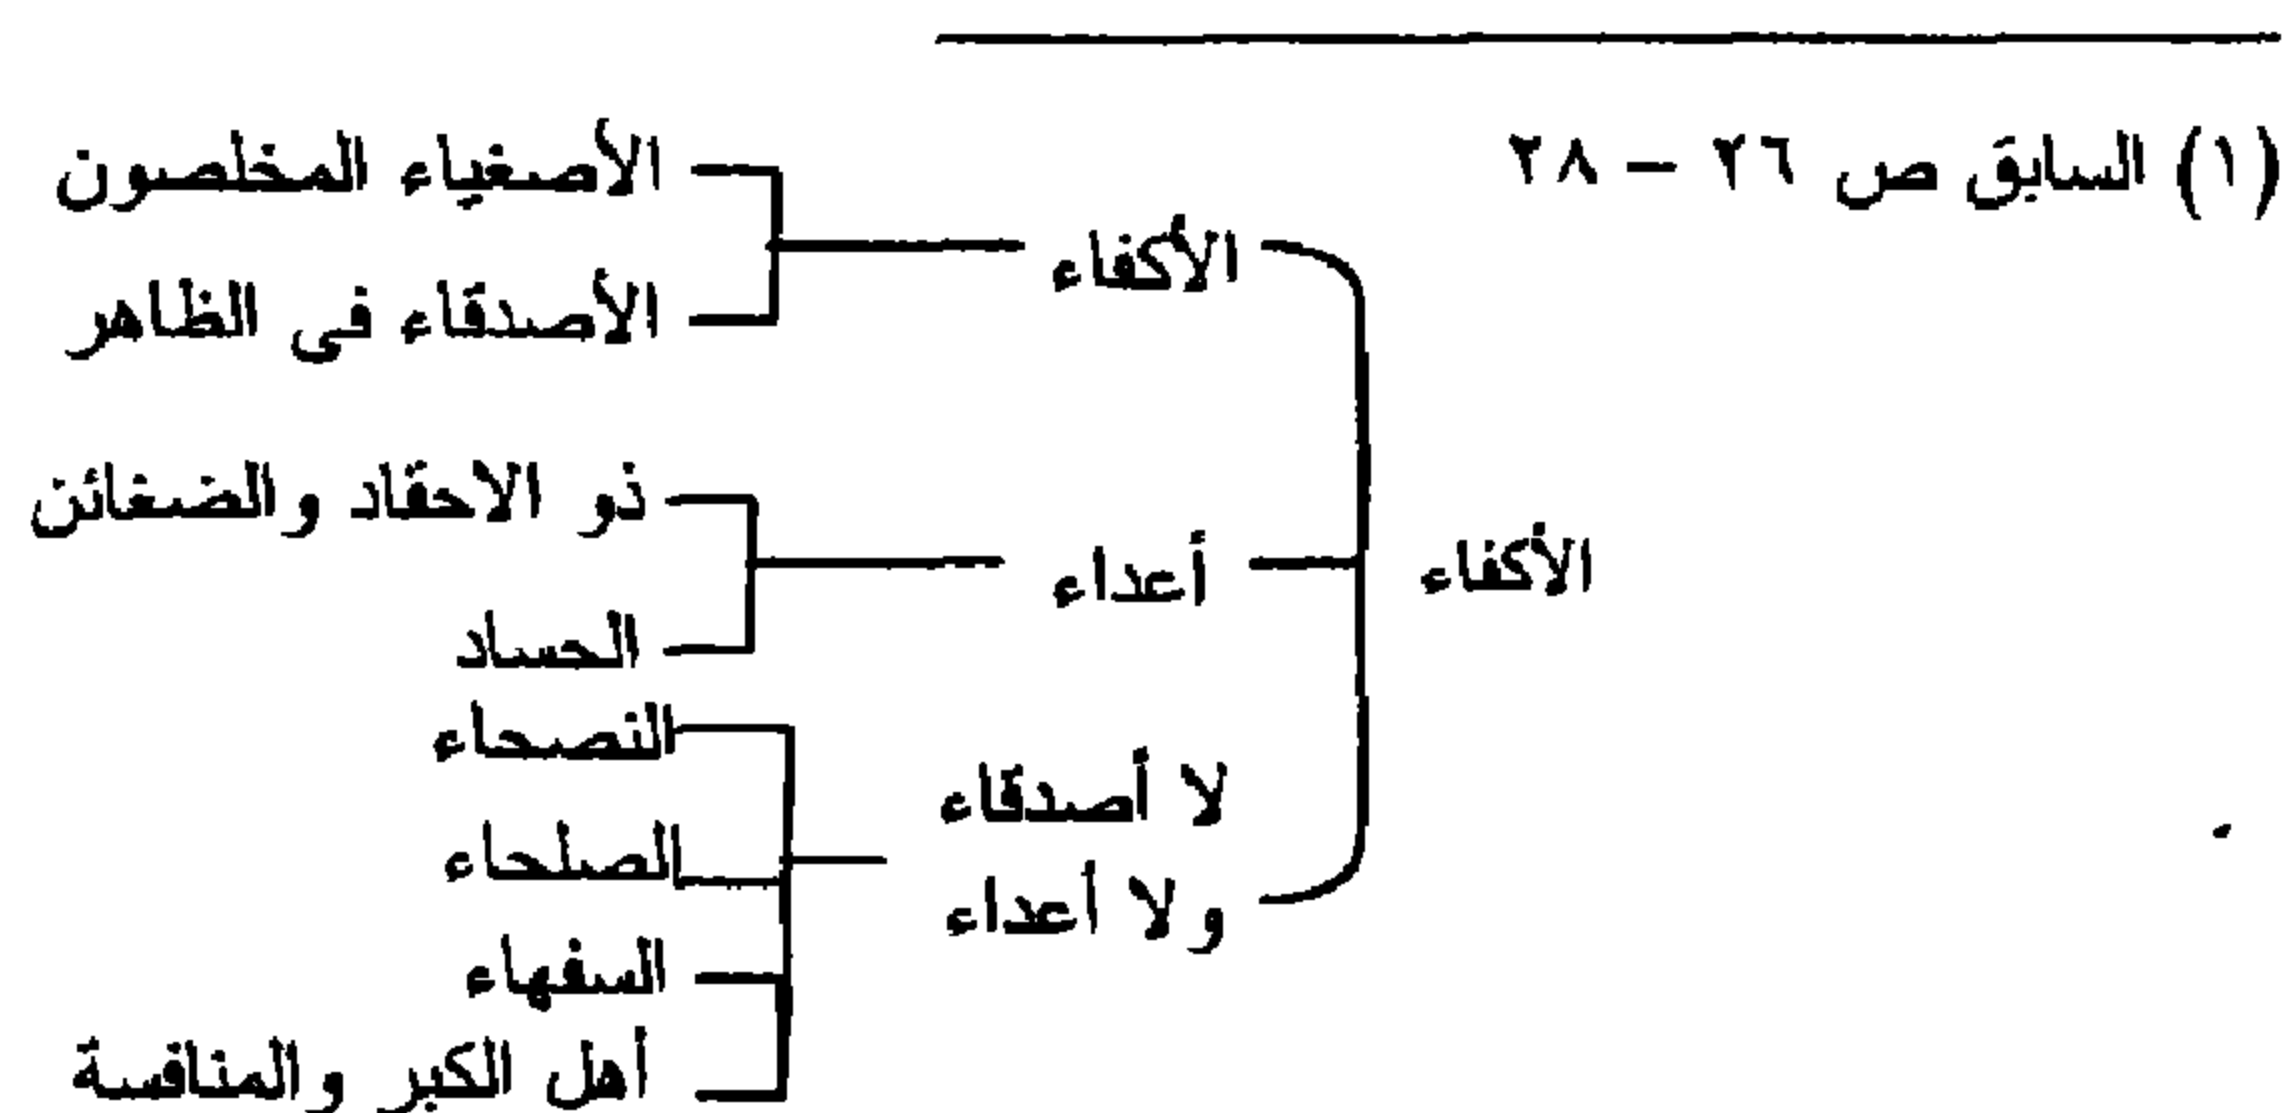 (١) السابق ص ٢٦ – ٢٨
الأكفاء
الأكفاء
الأصغياء المخلصون
الأصدقاء فى الظاهر
أعداء
ذو الاحقاد والضغائن
الحساد
لا أصدقاء
ولا أعداء
النصحاء
الصلحاء
السفهاء
أهل الكبر والمنافسة